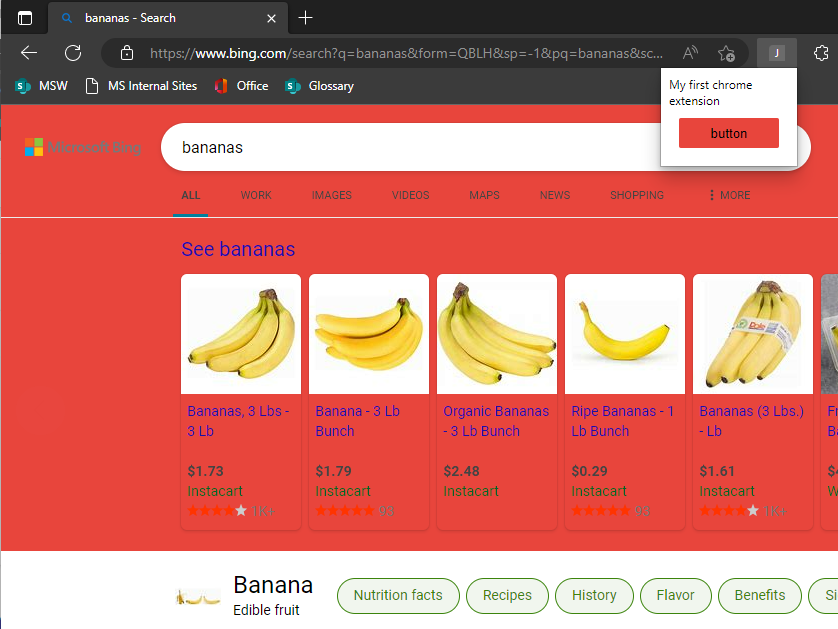 bananas - Search
https://www.bing.com/search?q=bananas&form=QBLH&sp=-1&pq=bananas&sc...
J
S MSW
MS Internal Sites
Office
S Glossary
My first chrome
extension
button
Microsoft Bing
bananas
ALL WORK IMAGES VIDEOS MAPS NEWS SHOPPING MORE
See bananas
Dole
Bananas, 3 Lbs -
3 Lb
$1.73
Instacart
1K+
Banana - 3 Lb
Bunch
$1.79
Instacart
93
Organic Bananas
- 3 Lb Bunch
$2.48
Instacart
Ripe Bananas - 1
Lb Bunch
$0.29
Instacart
93
Bananas (3 Lbs.)
- Lb
$1.61
Instacart
1K+
Banana
Edible fruit
Nutrition facts
Recipes
History
Flavor
Benefits